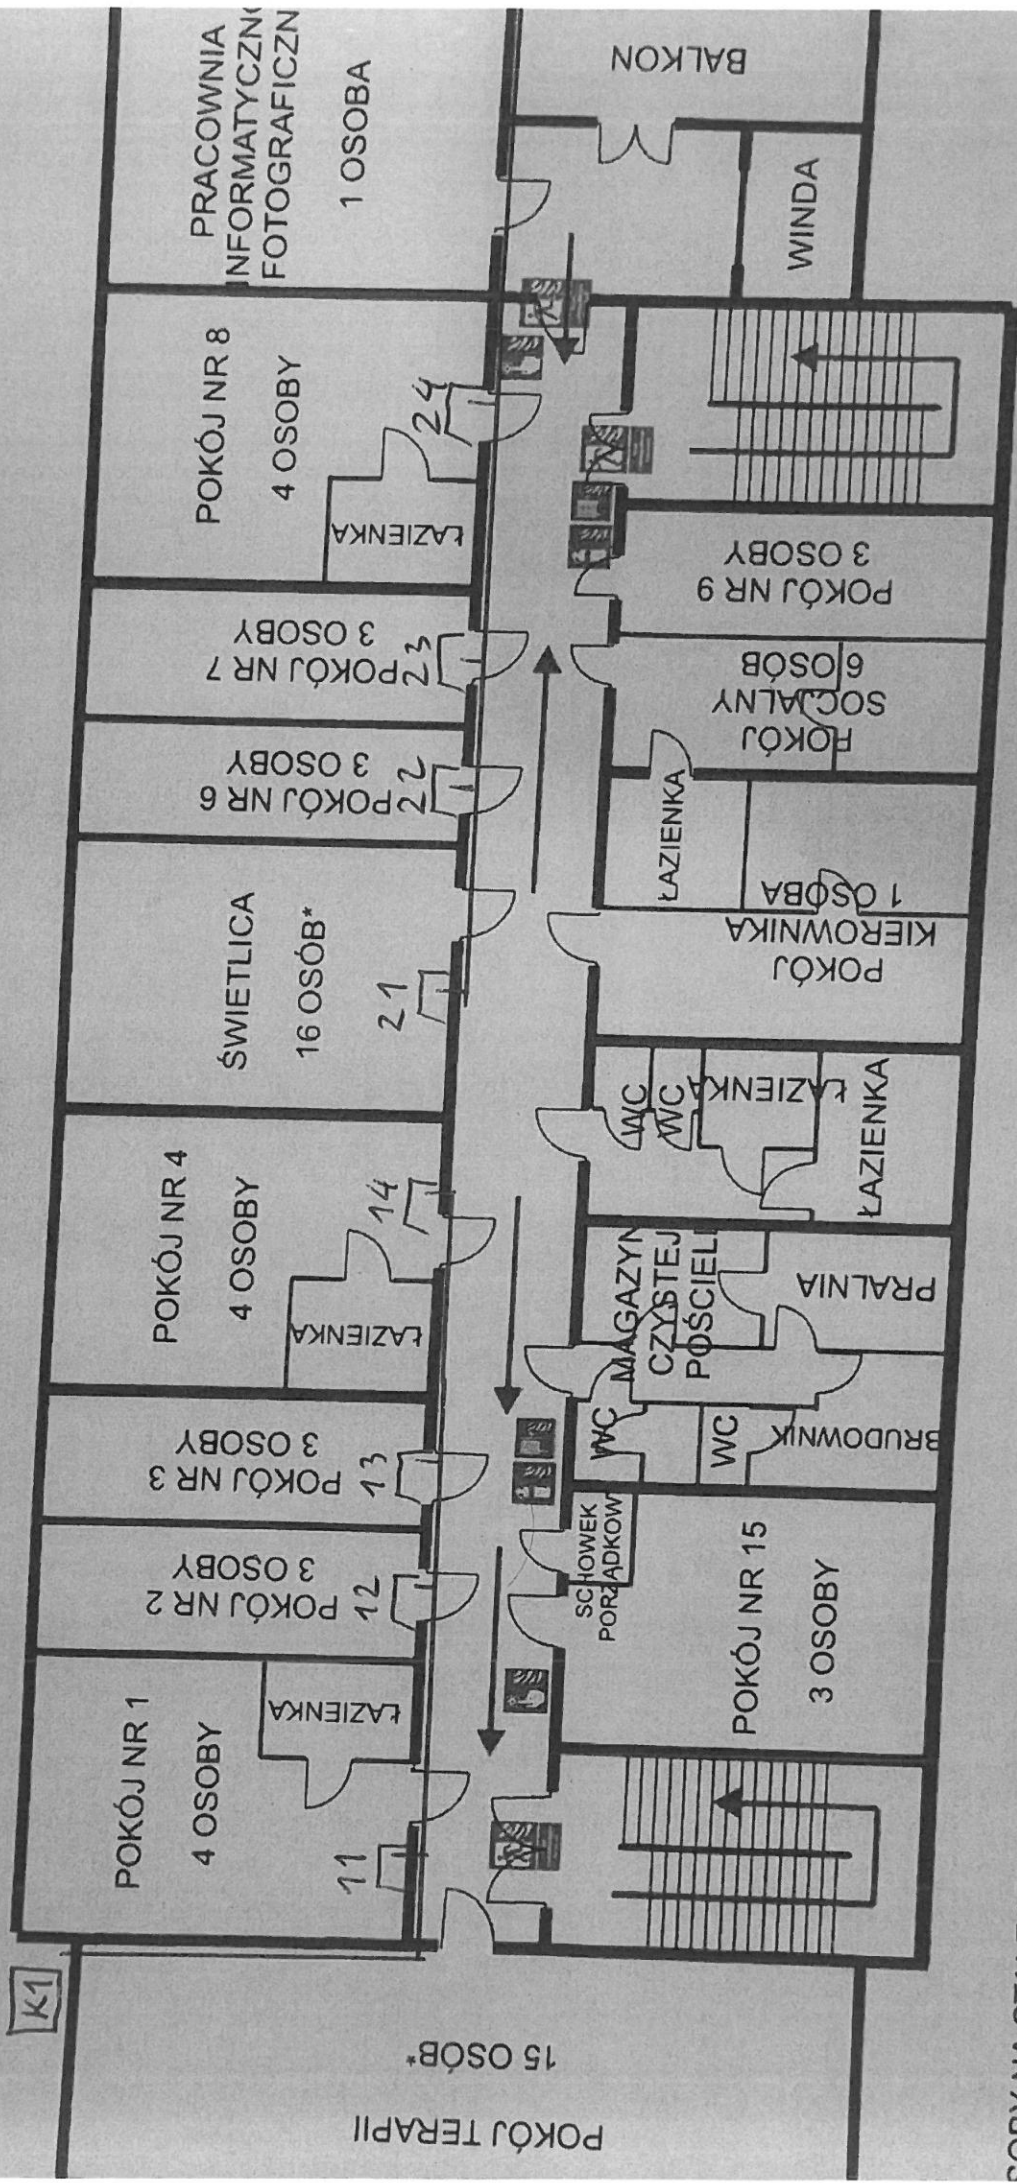 K1
PRACOWNIA
INFORMATYCZN
FOTOGRAFICZN
1 OSOBA
BALKON
WINDA
POKÓJ NR 8
4 OSOBY
ŁAZIENKA
24
POKÓJ NR 7
3 OSOBY
23
POKÓJ NR 6
3 OSOBY
22
ŚWIETLICA
16 OSÓB*
21
POKÓJ NR 4
4 OSOBY
ŁAZIENKA
14
POKÓJ NR 3
3 OSOBY
13
POKÓJ NR 2
3 OSOBY
12
POKÓJ NR 1
4 OSOBY
ŁAZIENKA
11
POKÓJ NR 9
3 OSOBY
POKÓJ
SOCJALNY
6 OSÓB
ŁAZIENKA
POKÓJ
KIEROWNIKA
1 OSOBA
WC
WC
ŁAZIENKA
ŁAZIENKA
MAGAZYN
CZYSTEJ
POŚCIELI
PRALNIA
WC
WC
BRUDOWNIK
SCHOWEK
PORZĄDKOW
POKÓJ NR 15
3 OSOBY
POKÓJ TERAPII
15 OSÓB*